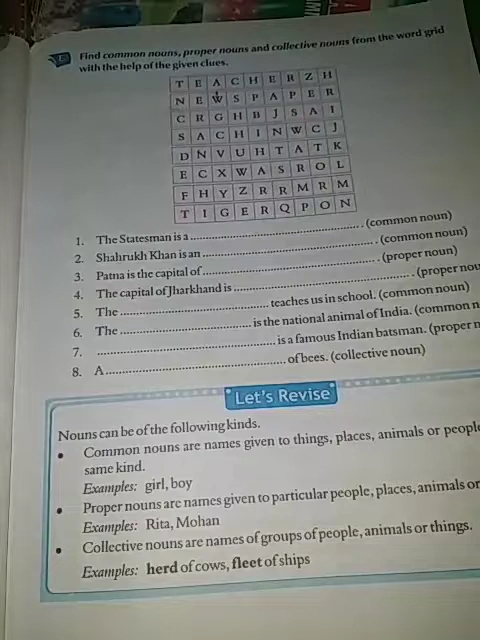 Find common nouns, proper nouns and collective nouns from the word grid
with the help of the given clues.
T E A C H E R Z H
N E W S P A P E R
C R G H B J S A I
S A C H I N W C J
D N V U H T A T K
E C X W A S R O L
F H Y Z R R M R M
T I G E R Q P O N
1. The Statesman is a .......... (common noun)
2. Shahrukh Khan is an .......... (common noun)
3. Patna is the capital of .......... (proper noun)
4. The capital of Jharkhand is .......... (proper nou
5. The .......... teaches us in school. (common noun)
6. The .......... is the national animal of India. (common n
7. .......... is a famous Indian batsman. (proper n
8. A .......... of bees. (collective noun)
Let's Revise
Nouns can be of the following kinds.
• Common nouns are names given to things, places, animals or people
same kind.
Examples: girl, boy
• Proper nouns are names given to particular people, places, animals or
Examples: Rita, Mohan
• Collective nouns are names of groups of people, animals or things.
Examples: herd of cows, fleet of ships